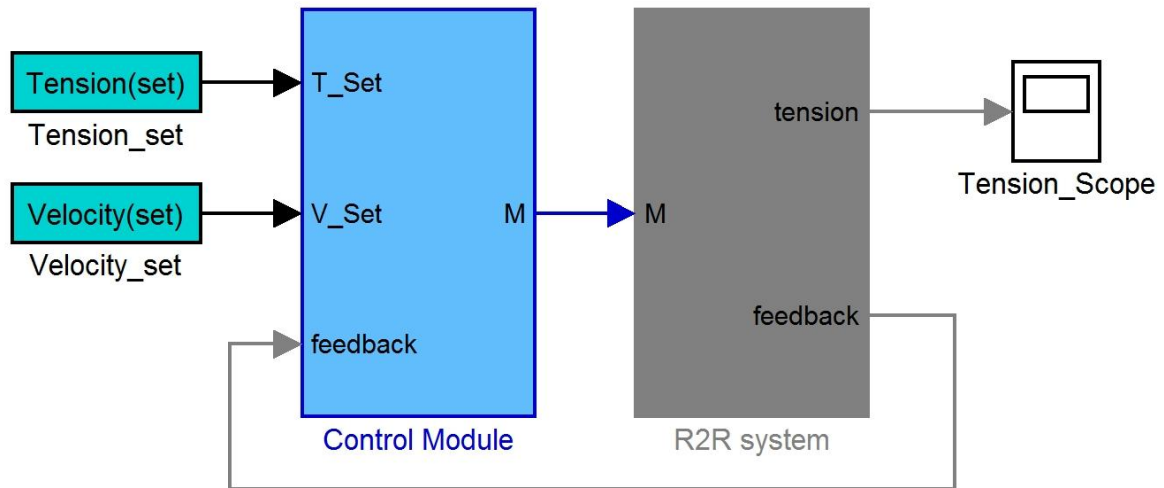 Tension(set)
Tension_set
Velocity(set)
Velocity_set
T_Set
V_Set
M
feedback
Control Module
M
tension
feedback
R2R system
Tension_Scope